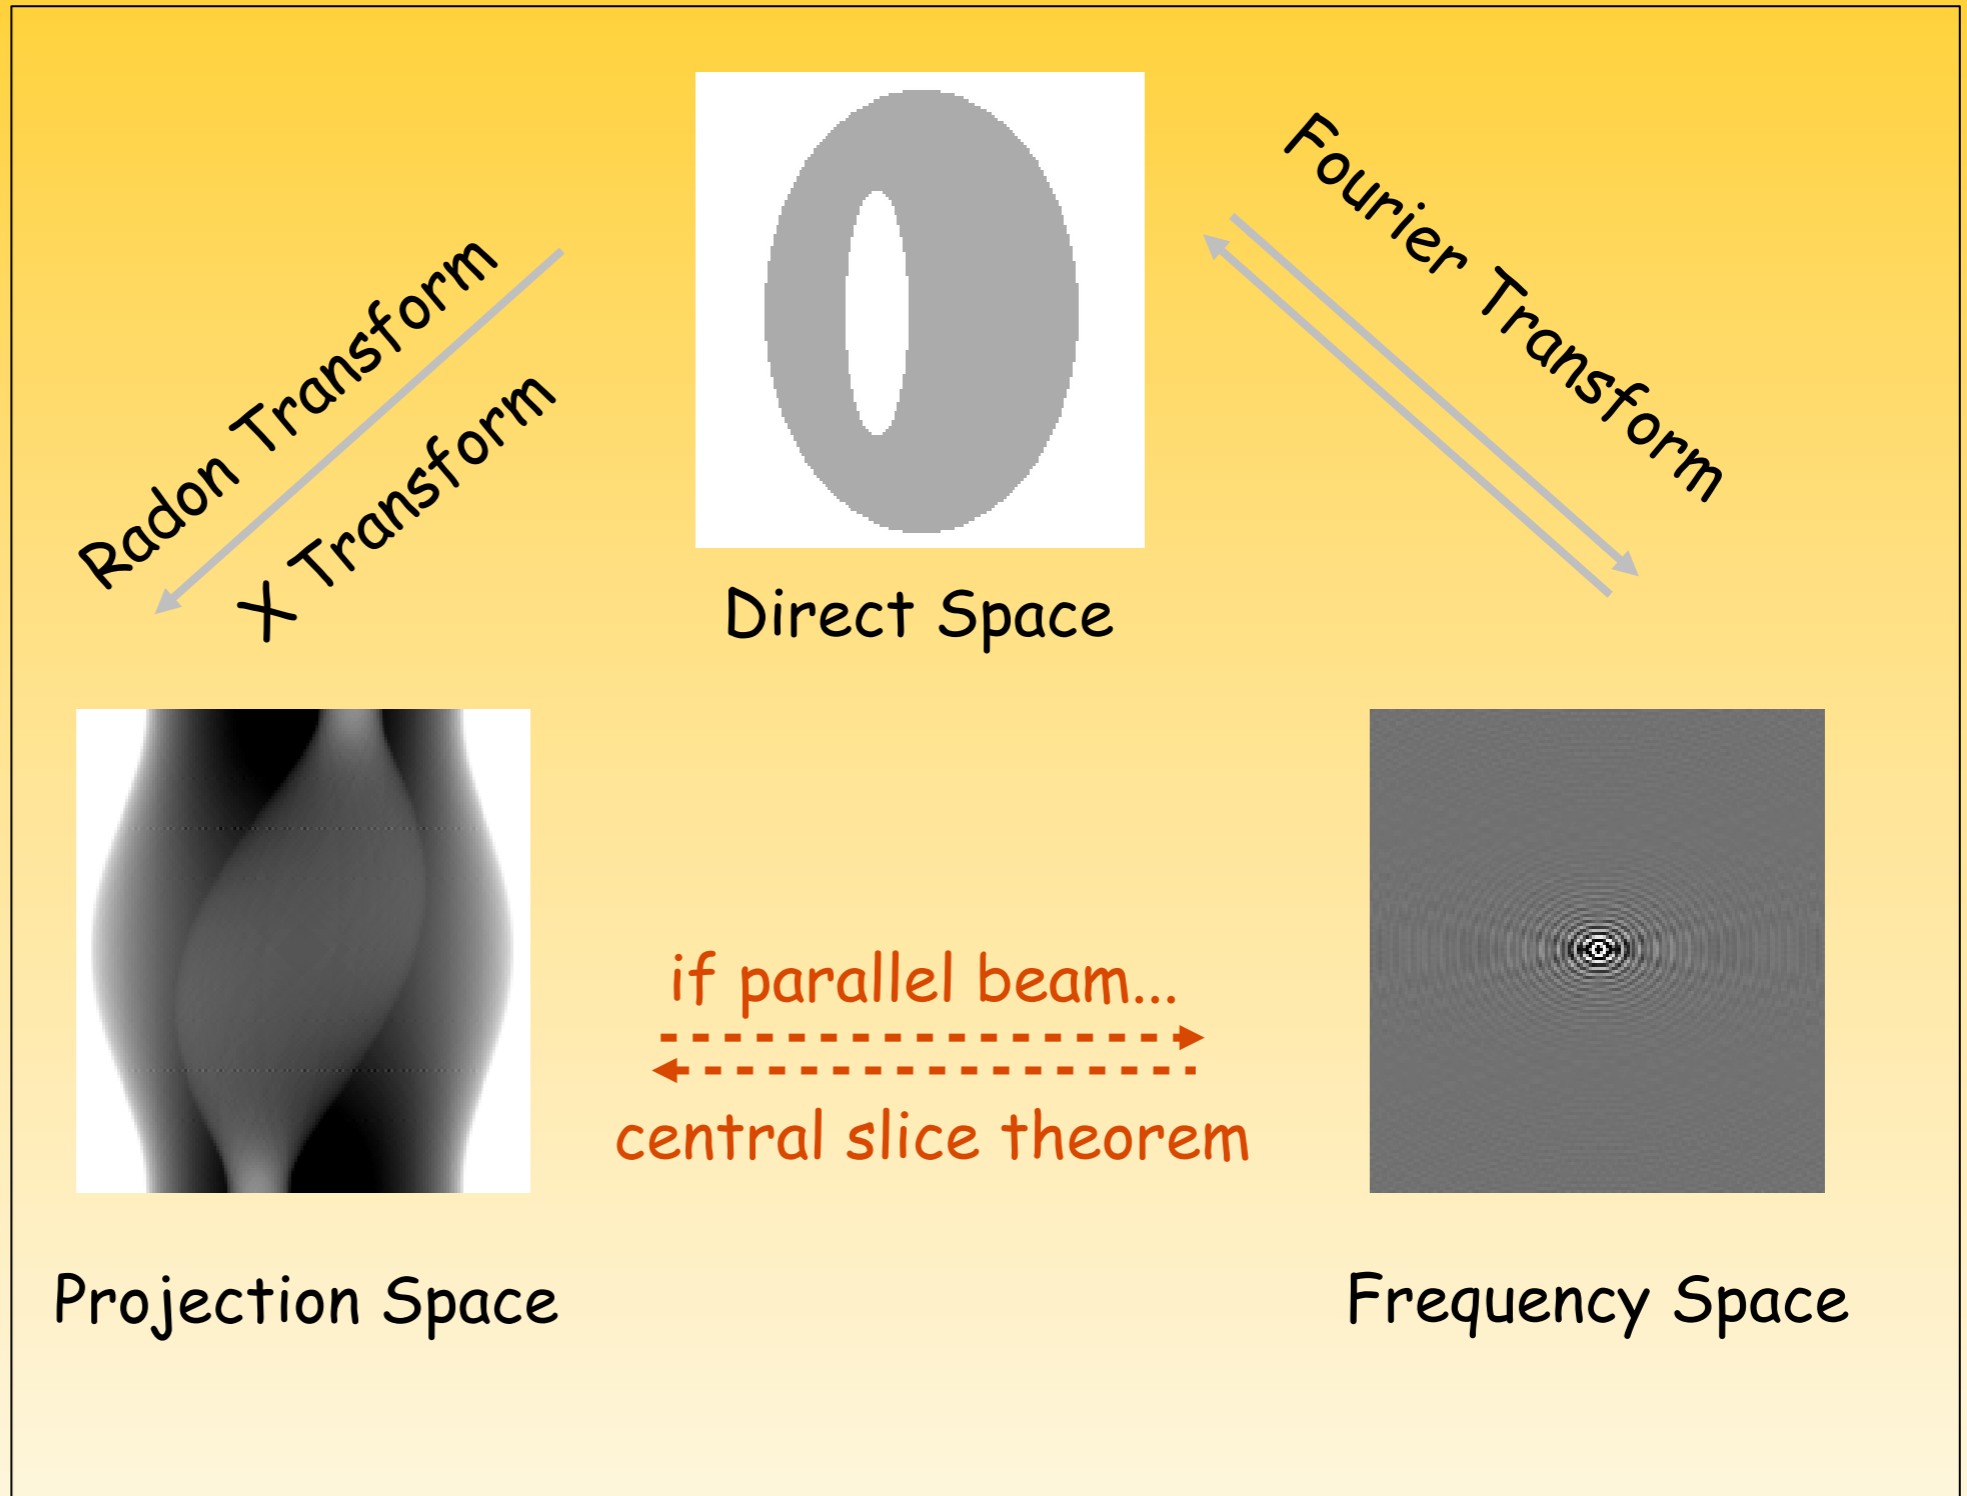 Radon Transform
X Transform
Fourier Transform
Direct Space
if parallel beam...
central slice theorem
Projection Space
Frequency Space